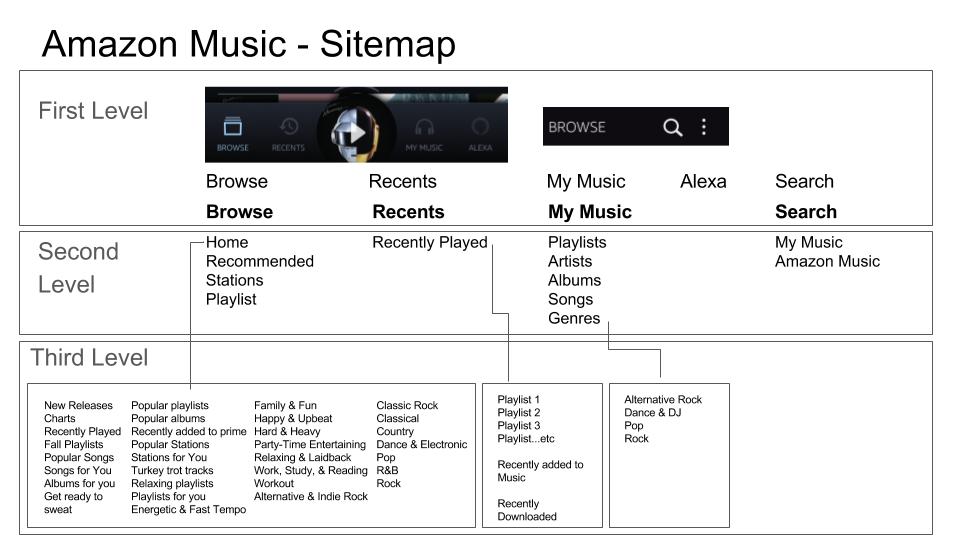 Amazon Music - Sitemap
First Level
BROWSE
RECENTS
MY MUSIC
ALEXA
BROWSE
Browse
Recents
My Music
Alexa
Search
Browse
Recents
My Music
Search
Second
Level
Home
Recommended
Stations
Playlist
Recently Played
Playlists
Artists
Albums
Songs
Genres
My Music
Amazon Music
Third Level
New Releases
Charts
Recently Played
Fall Playlists
Popular Songs
Songs for You
Albums for you
Get ready to
sweat
Popular playlists
Popular albums
Recently added to prime
Popular Stations
Stations for You
Turkey trot tracks
Relaxing playlists
Playlists for you
Energetic & Fast Tempo
Family & Fun
Happy & Upbeat
Hard & Heavy
Party-Time Entertaining
Relaxing & Laidback
Work, Study, & Reading
Workout
Alternative & Indie Rock
Classic Rock
Classical
Country
Dance & Electronic
Pop
R&B
Rock
Playlist 1
Playlist 2
Playlist 3
Playlist...etc
Recently added to
Music
Recently
Downloaded
Alternative Rock
Dance & DJ
Pop
Rock